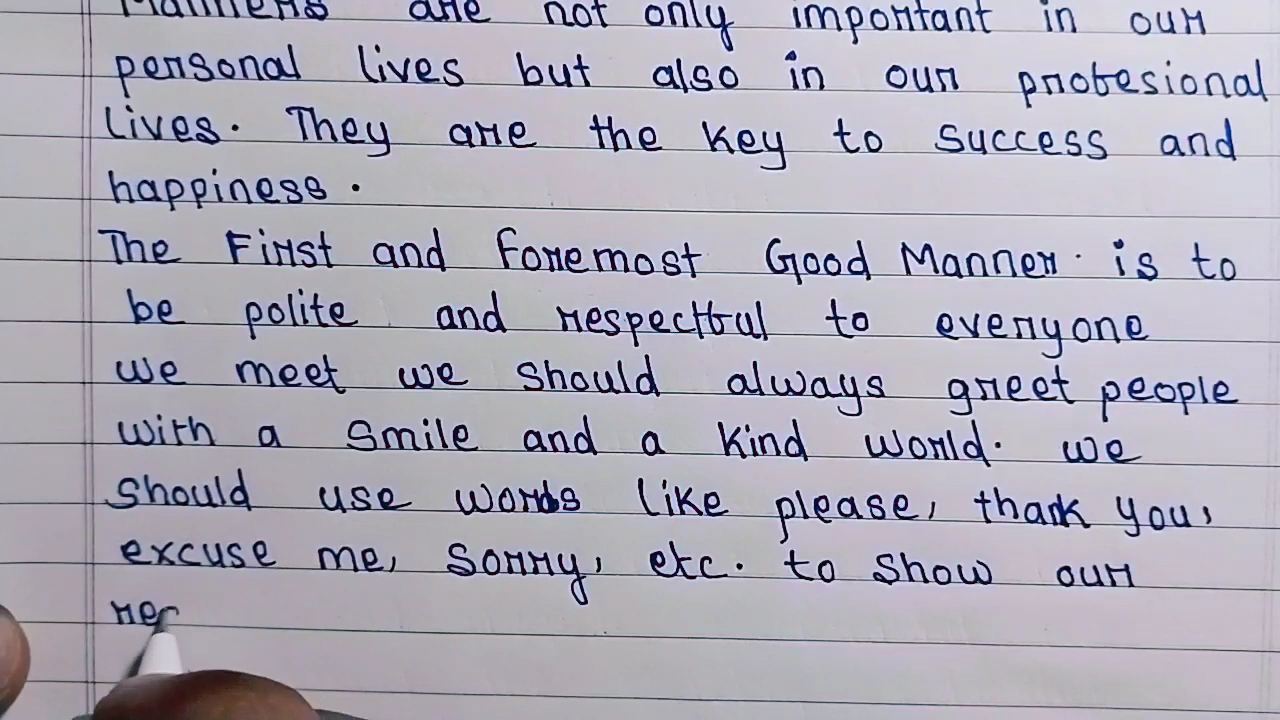 Manners are not only important in our
personal lives but also in our profesional
lives. They are the key to success and
happiness.
The First and foremost Good Manner. is to
be polite and respectful to everyone
we meet we should always greet people
with a smile and a kind world. we
should use words like please, thank you,
excuse me, sorry, etc. to show our